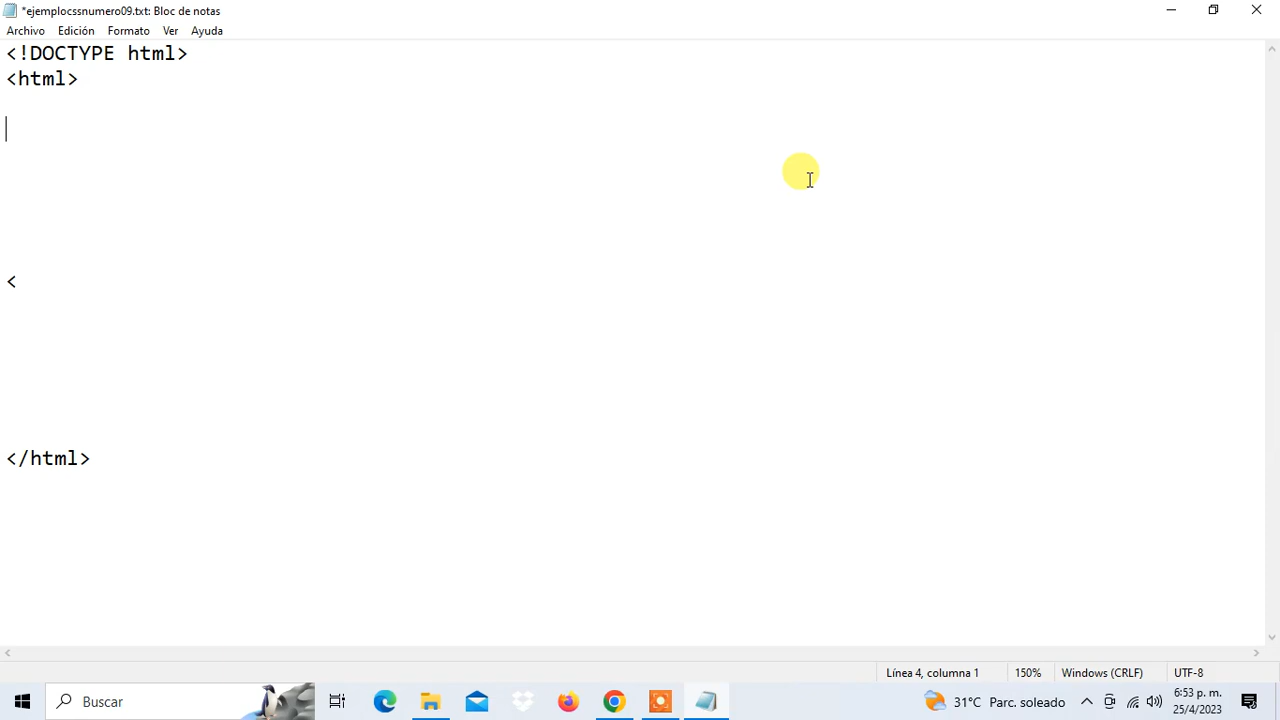 *ejemplocssnumero09.txt: Bloc de notas
Archivo Edición Formato Ver Ayuda
<!DOCTYPE html>
<html>
<
</html>
Línea 4, columna 1 150% Windows (CRLF) UTF-8
Buscar
31°C Parc. soleado
6:53 p. m.
25/4/2023